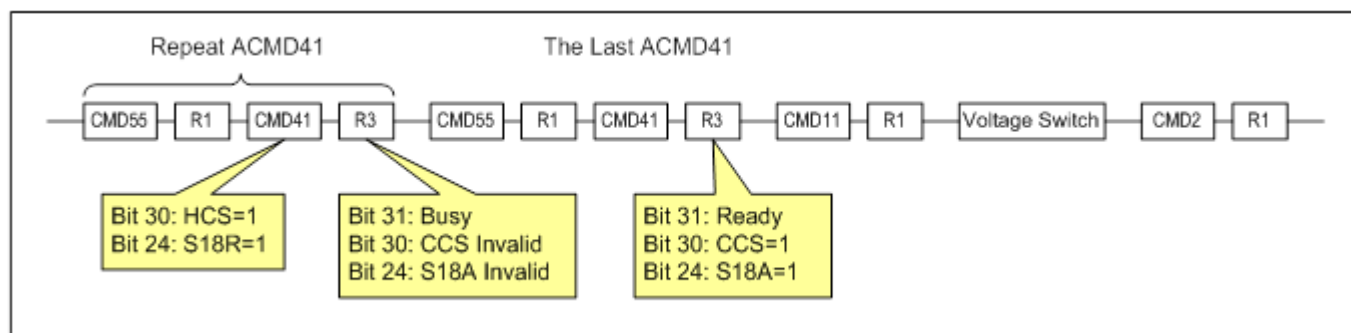 Repeat ACMD41
The Last ACMD41
CMD55 R1 CMD41 R3 CMD55 R1 CMD41 R3 CMD11 R1 Voltage Switch CMD2 R1
Bit 30: HCS=1
Bit 24: S18R=1
Bit 31: Busy
Bit 30: CCS Invalid
Bit 24: S18A Invalid
Bit 31: Ready
Bit 30: CCS=1
Bit 24: S18A=1